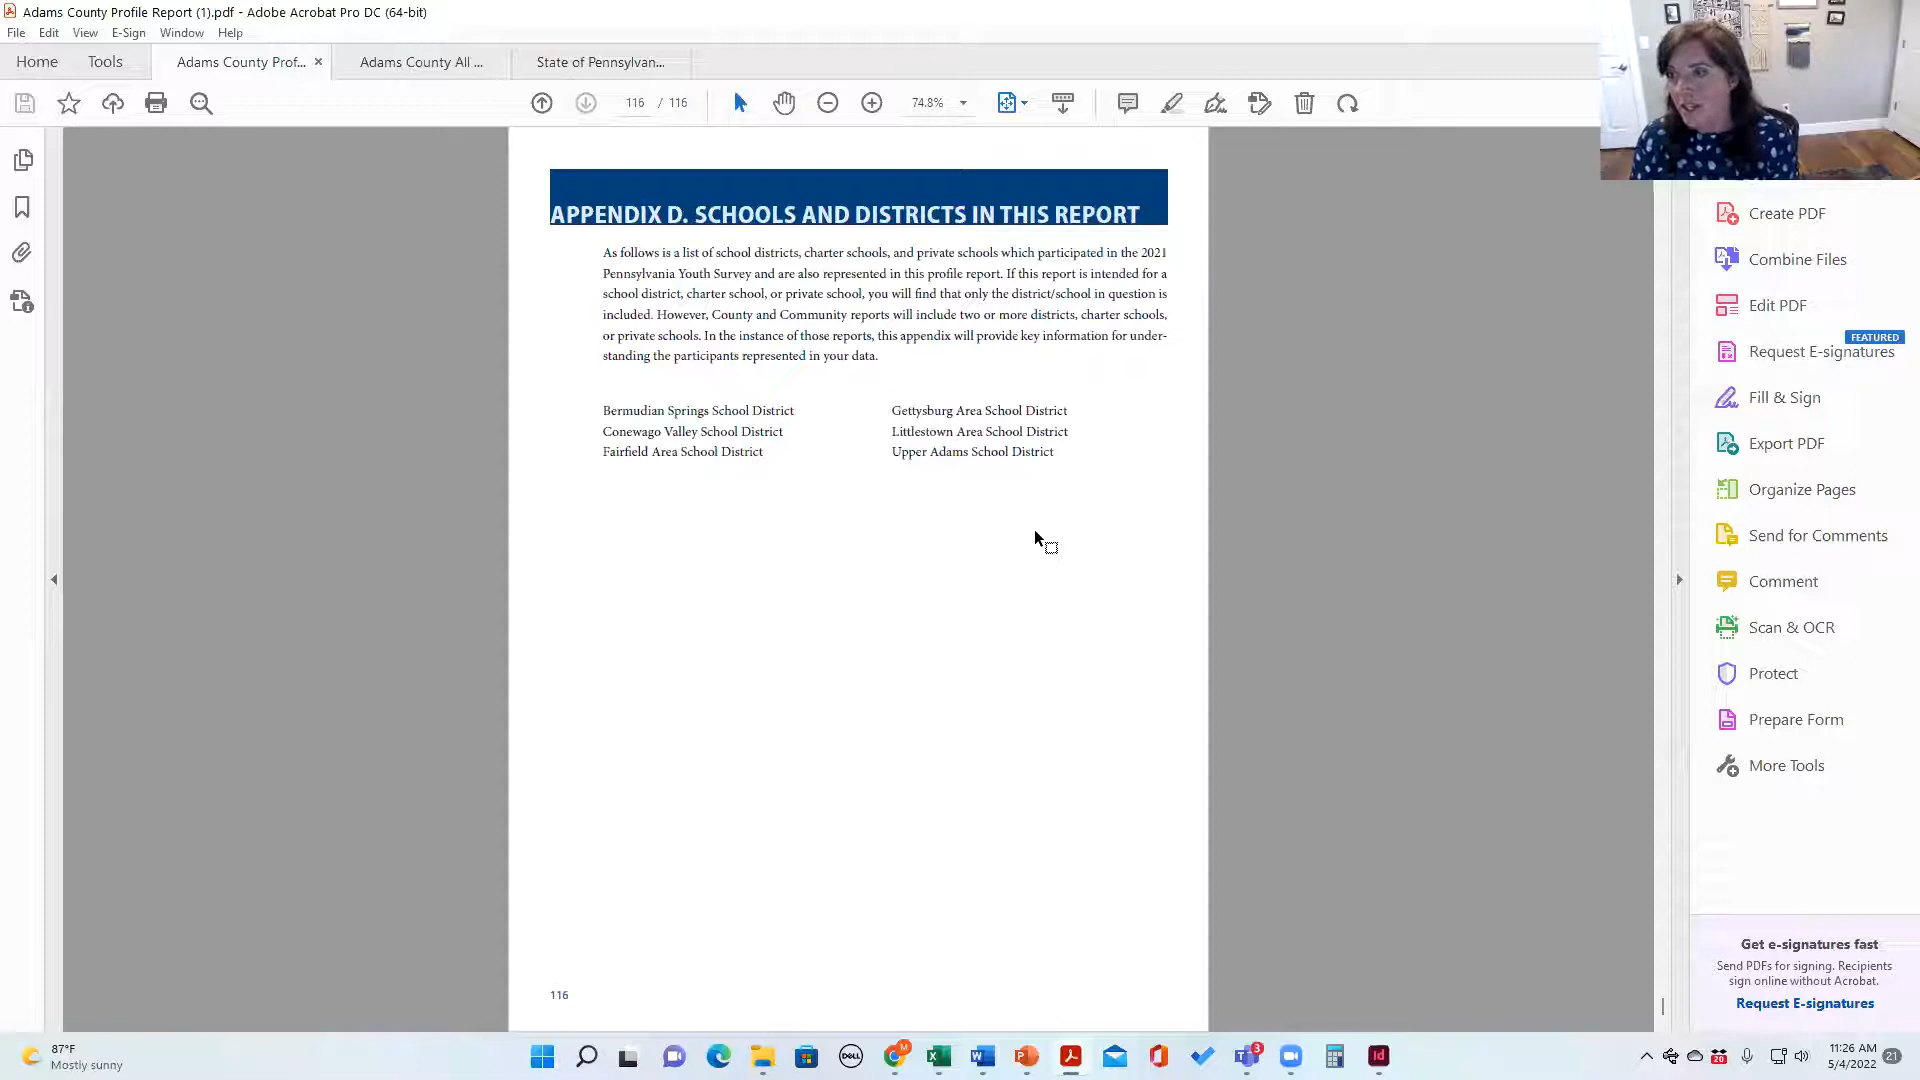 Adams County Profile Report (1).pdf - Adobe Acrobat Pro DC (64-bit)
File Edit View E-Sign Window Help
Home Tools Adams County Prof... × Adams County All ... State of Pennsylvan...
116 / 116 74.8%
APPENDIX D. SCHOOLS AND DISTRICTS IN THIS REPORT
As follows is a list of school districts, charter schools, and private schools which participated in the 2021
Pennsylvania Youth Survey and are also represented in this profile report. If this report is intended for a
school district, charter school, or private school, you will find that only the district/school in question is
included. However, County and Community reports will include two or more districts, charter schools,
or private schools. In the instance of those reports, this appendix will provide key information for under-
standing the participants represented in your data.
Bermudian Springs School District
Conewago Valley School District
Fairfield Area School District
Gettysburg Area School District
Littlestown Area School District
Upper Adams School District
116
Create PDF
Combine Files
Edit PDF
FEATURED
Request E-signatures
Fill & Sign
Export PDF
Organize Pages
Send for Comments
Comment
Scan & OCR
Protect
Prepare Form
More Tools
Get e-signatures fast
Send PDFs for signing. Recipients
sign online without Acrobat.
Request E-signatures
87°F
Mostly sunny
DELL
M
X
W
P
3
Id
20
11:26 AM
5/4/2022
21